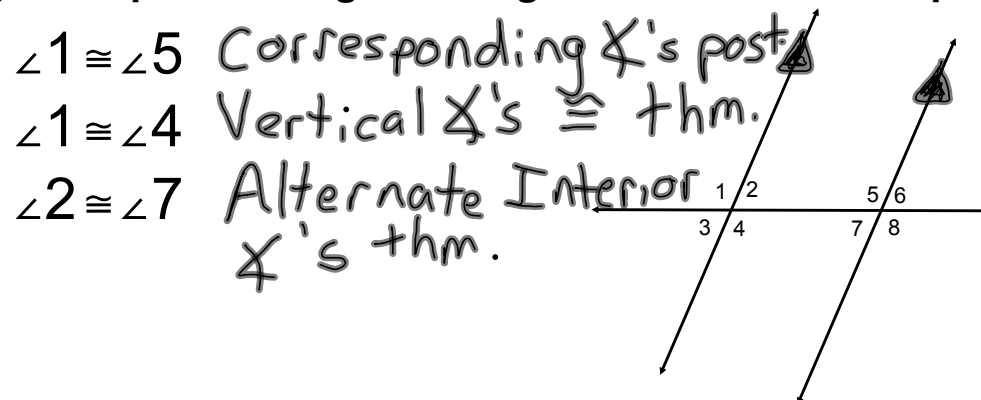 ∠1 ≅ ∠5 Corresponding ∡'s post.
∠1 ≅ ∠4 Vertical ∡'s ≅ thm.
∠2 ≅ ∠7 Alternate Interior
∡'s thm.
1 2 5 6
3 4 7 8